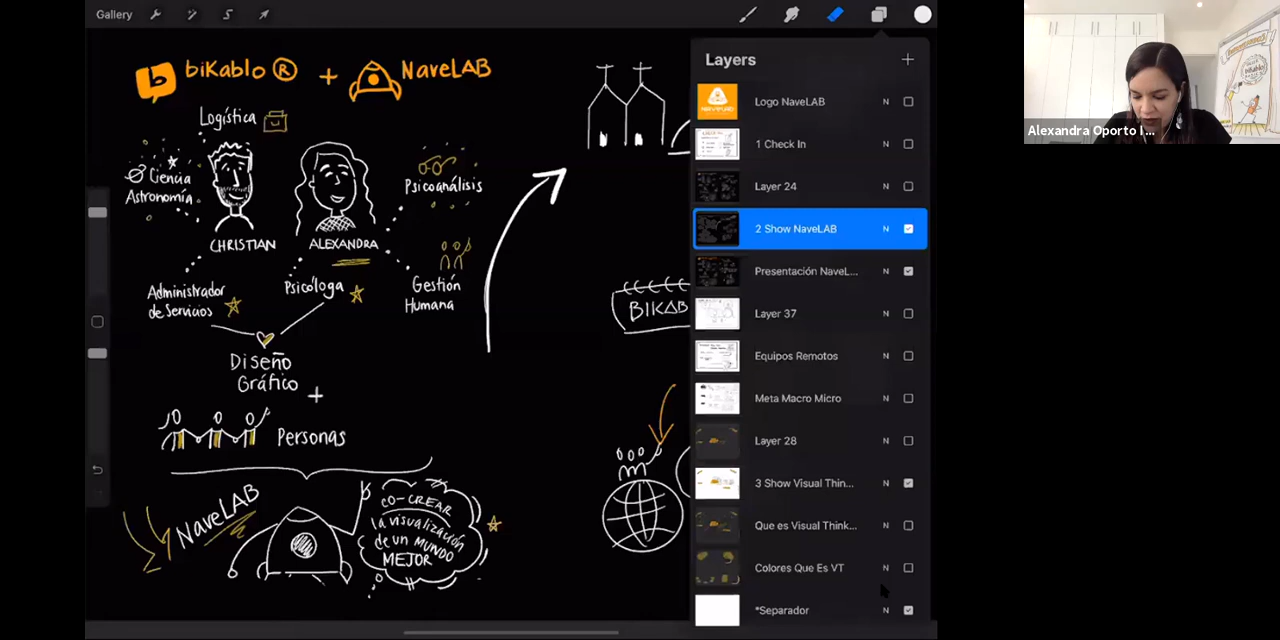 Gallery
biKablo ® + NaveLAB
Logística
Ciencia
Astronomía
Psicoanálisis
CHRISTIAN
ALEXANDRA
Administrador
de Servicios
Psicóloga
Gestión
Humana
Diseño
Gráfico
+
Personas
NaveLAB
CO-CREAR
la visualización
de un MUNDO
MEJOR
BIKAB
Layers
+
Logo NaveLAB N
1 Check In N
Layer 24 N
2 Show NaveLAB N
Presentación NaveL... N
Layer 37 N
Equipos Remotos N
Meta Macro Micro N
Layer 28 N
3 Show Visual Thin... N
Que es Visual Think... N
Colores Que Es VT N
*Separador N
Alexandra Oporto I...
biKablo